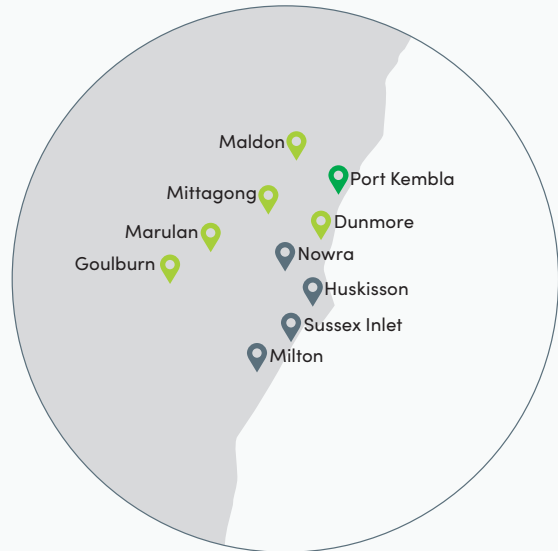 Maldon
Port Kembla
Mittagong
Dunmore
Marulan
Nowra
Goulburn
Huskisson
Sussex Inlet
Milton